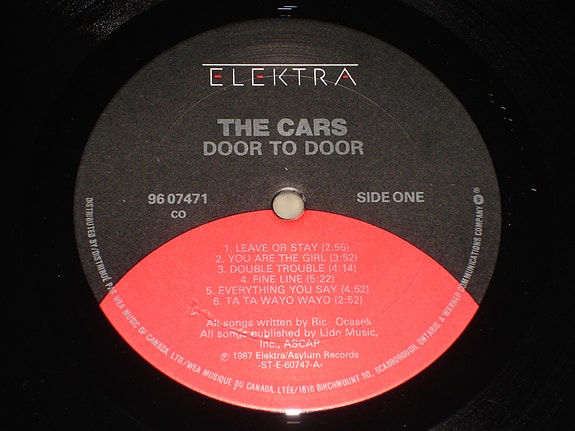 ELEKTRA
THE CARS
DOOR TO DOOR
96 07471
CO
SIDE ONE
1. LEAVE OR STAY (2:55)
2. YOU ARE THE GIRL (3:52)
3. DOUBLE TROUBLE (4:14)
4. FINE LINE (5:22)
5. EVERYTHING YOU SAY (4:52)
6. TA TA WAYO WAYO (2:52)
All songs written by Ric Ocasek
All songs published by Lido Music,
Inc., ASCAP
℗ 1987 Elektra/Asylum Records
-ST-E-60747-A-
DISTRIBUTED BY/DISTRIBUÉ PAR WEA MUSIC OF CANADA, LTD./WEA MUSIQUE DU CANADA, LTÉE/1810 BIRCHMOUNT RD., SCARBOROUGH, ONTARIO. A WARNER COMMUNICATIONS COMPANY ®